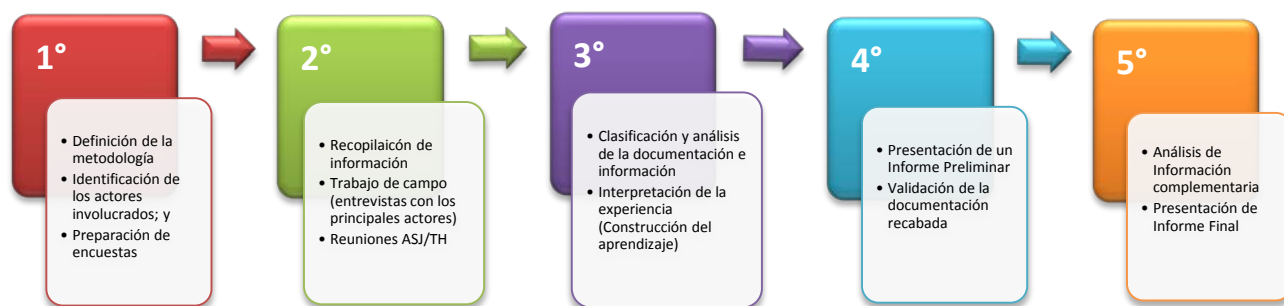 1°
• Definición de la
metodología
• Identificación de
los actores
involucrados; y
• Preparación de
encuestas
2°
• Recopilaicón de
información
• Trabajo de campo
(entrevistas con los
principales actores)
• Reuniones ASJ/TH
3°
• Clasificación y análisis
de la documentación e
información
• Interpretación de la
experiencia
(Construcción del
aprendizaje)
4°
• Presentación de un
Informe Preliminar
• Validación de la
documentación
recabada
5°
• Análisis de
Información
complementaria
• Presentación de
Informe Final